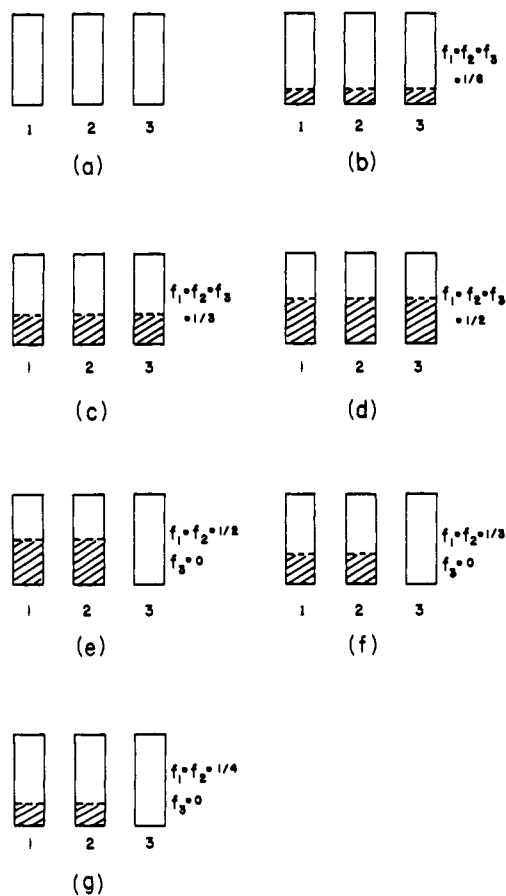 1 2 3
(a)
f₁=f₂=f₃
=1/6
1 2 3
(b)
f₁=f₂=f₃
=1/3
1 2 3
(c)
f₁=f₂=f₃
=1/2
1 2 3
(d)
f₁=f₂=1/2
f₃=0
1 2 3
(e)
f₁=f₂=1/3
f₃=0
1 2 3
(f)
f₁=f₂=1/4
f₃=0
1 2 3
(g)